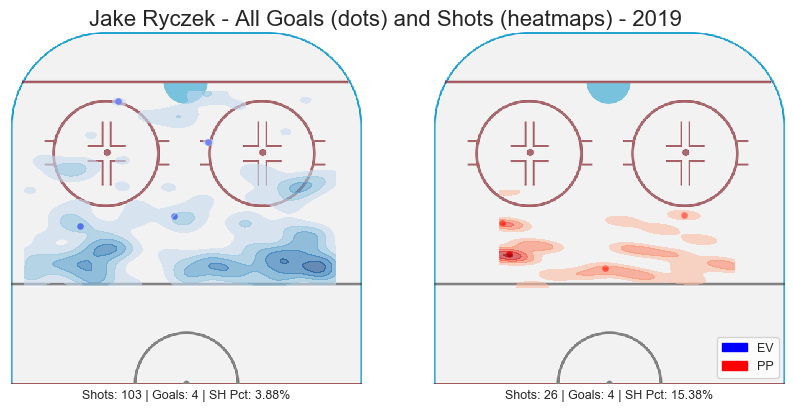 Jake Ryczek - All Goals (dots) and Shots (heatmaps) - 2019
EV
PP
Shots: 103 | Goals: 4 | SH Pct: 3.88%
Shots: 26 | Goals: 4 | SH Pct: 15.38%